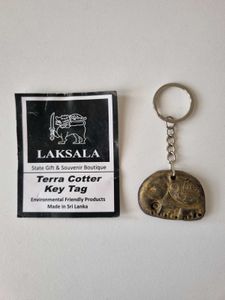 LAKSALA
State Gift & Souvenir Boutique
Terra Cotter
Key Tag
Environmental Friendly Products
Made in Sri Lanka